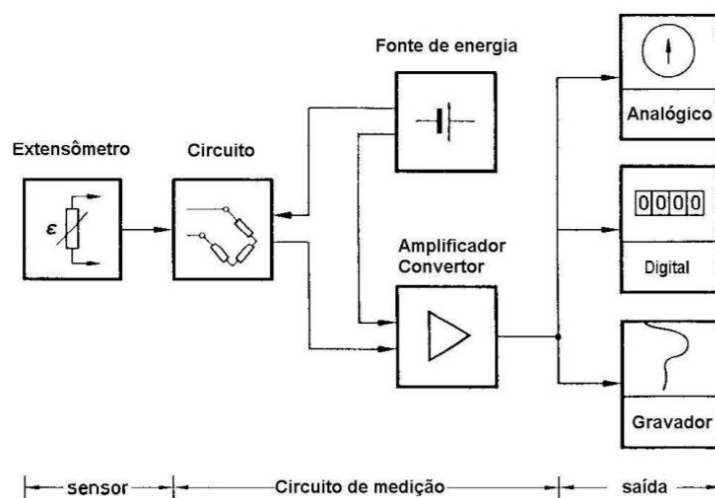 Fonte de energia
Analógico
Extensômetro
Circuito
ε
0000
Amplificador
Convertor
Digital
Gravador
sensor
Circuito de medição
saída